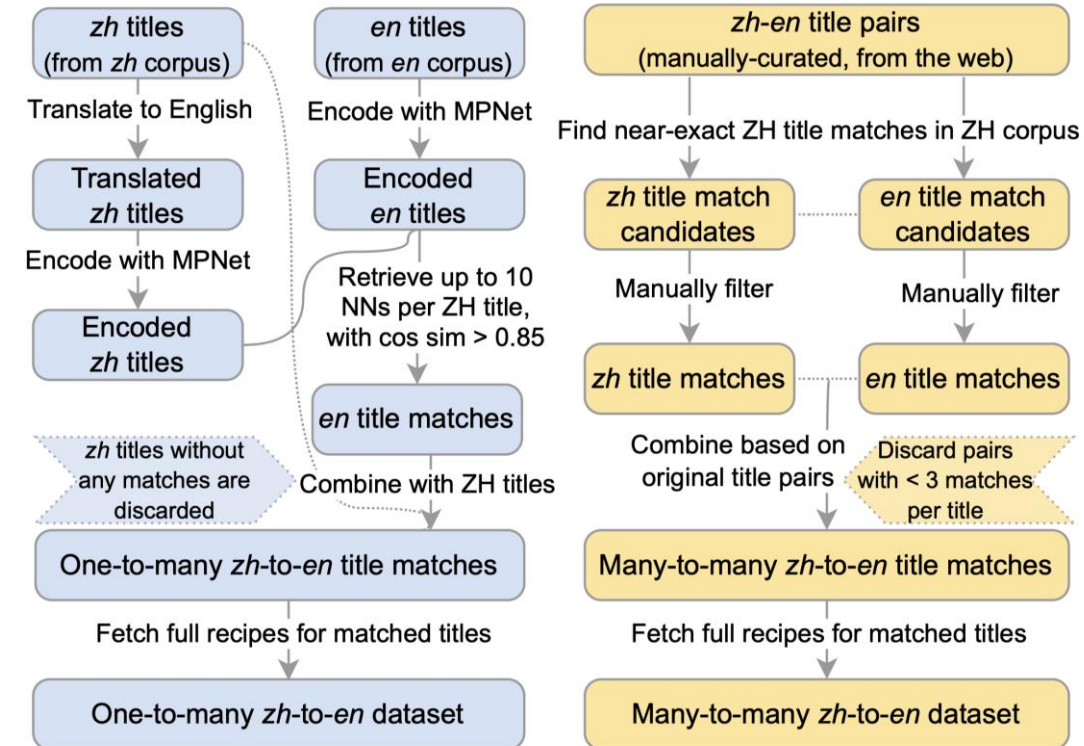 zh titles
(from zh corpus)
en titles
(from en corpus)
Translate to English
Encode with MPNet
Translated
zh titles
Encoded
en titles
Encode with MPNet
Retrieve up to 10
NNs per ZH title,
with cos sim > 0.85
Encoded
zh titles
en title matches
zh titles without
any matches are
discarded
Combine with ZH titles
One-to-many zh-to-en title matches
Fetch full recipes for matched titles
One-to-many zh-to-en dataset
zh-en title pairs
(manually-curated, from the web)
Find near-exact ZH title matches in ZH corpus
zh title match
candidates
en title match
candidates
Manually filter
Manually filter
zh title matches
en title matches
Combine based on
original title pairs
Discard pairs
with < 3 matches
per title
Many-to-many zh-to-en title matches
Fetch full recipes for matched titles
Many-to-many zh-to-en dataset